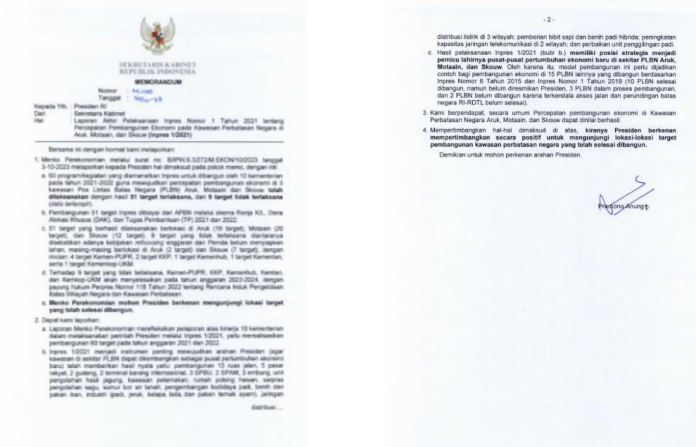 SEKRETARIS KABINET
REPUBLIK INDONESIA
MEMORANDUM
Nomor :
Tanggal :
Kepada Yth. : Presiden RI
Dari : Sekretaris Kabinet
Hal : Laporan Akhir Pelaksanaan Inpres Nomor 1 Tahun 2021 tentang
Percepatan Pembangunan Ekonomi pada Kawasan Perbatasan Negara di
Aruk, Motaain, dan Skouw (Inpres 1/2021)
Bersama ini dengan hormat kami melaporkan:
1. Menko Perekonomian melalui surat no: tanggal
3-10-2023 melaporkan kepada Presiden hal dimaksud pada pokok memo, dengan inti:
a. 60 program/kegiatan yang diamanatkan Inpres untuk dibangun oleh 10 kementerian
pada tahun 2021-2022 guna mewujudkan percepatan pembangunan ekonomi di 3
kawasan Pos Lintas Batas Negara (PLBN) Aruk, Motaain dan Skouw telah
dilaksanakan dengan hasil 51 target terlaksana, dan 9 target tidak terlaksana
(data terlampir).
b. Pembangunan 51 target Inpres dibiayai dari APBN melalui skema Renja K/L, Dana
Alokasi Khusus (DAK), dan Tugas Pembantuan (TP) 2021 dan 2022.
c. 51 target yang berhasil dilaksanakan berlokasi di Aruk (19 target), Motaain (20
target), dan Skouw (12 target). 9 target yang tidak terlaksana diantaranya
disebabkan adanya kebijakan refocusing anggaran dan Pemda belum menyiapkan
lahan, masing-masing berlokasi di Aruk (2 target) dan Skouw (7 target), dengan
rincian: 4 target Kemen-PUPR, 2 target KKP, 1 target Kemenhub, 1 target Kementan,
serta 1 target Kemenkop-UKM.
d. Terhadap 9 target yang tidak terlaksana, Kemen-PUPR, KKP, Kemenhub, Kemtan,
dan Kemkop-UKM akan menyelesaikan pada tahun anggaran 2023-2024, dengan
payung hukum Perpres Nomor 118 Tahun 2022 tentang Rencana Induk Pengelolaan
Batas Wilayah Negara dan Kawasan Perbatasan.
e. Menko Perekonomian mohon Presiden berkenan mengunjungi lokasi target
yang telah selesai dibangun.
2. Dapat kami laporkan:
a. Laporan Menko Perekonomian merefleksikan pelaporan atas kinerja 10 kementerian
dalam melaksanakan perintah Presiden melalui Inpres 1/2021, yaitu merealisasikan
pembangunan 60 target pada tahun anggaran 2021 dan 2022.
b. Inpres 1/2021 menjadi instrumen penting mewujudkan arahan Presiden (agar
kawasan di sekitar PLBN dapat dikembangkan sebagai pusat pertumbuhan ekonomi
baru) telah memberikan hasil nyata yaitu: pembangunan 13 ruas jalan, 5 pasar
rakyat, 2 gudang, 2 terminal barang internasional, 3 SPBU, 2 SPAM, 3 embung, unit
pengolahan hasil jagung, kawasan peternakan, rumah potong hewan, sarpras
pengolahan sagu, sumur bor air tanah; pengembangan budidaya padi, benih dan
pakan ikan, industri (padi, jeruk, kelapa, lada, dan pakan ternak ayam), jaringan
distribusi ...
- 2 -
distribusi listrik di 3 wilayah; pemberian bibit sapi dan benih padi hibrida; peningkatan
kapasitas jaringan telekomunikasi di 2 wilayah; dan perbaikan unit penggilingan padi.
c. Hasil pelaksanaan Inpres 1/2021 (butir b.) memiliki posisi strategis menjadi
pemicu lahirnya pusat-pusat pertumbuhan ekonomi baru di sekitar PLBN Aruk,
Motaain, dan Skouw. Oleh karena itu, model pembangunan ini perlu dijadikan
contoh bagi pembangunan ekonomi di 15 PLBN lainnya yang dibangun berdasarkan
Inpres Nomor 6 Tahun 2015 dan Inpres Nomor 1 Tahun 2019 (10 PLBN selesai
dibangun, namun belum diresmikan Presiden, 3 PLBN dalam proses pembangunan,
dan 2 PLBN belum dibangun karena terkendala akses jalan dan perundingan batas
negara RI-RDTL belum selesai).
3. Kami berpendapat, secara umum Percepatan pembangunan ekonomi di Kawasan
Perbatasan Negara Aruk, Motaain, dan Skouw dapat dinilai berhasil.
4. Mempertimbangkan hal-hal dimaksud di atas, kiranya Presiden berkenan
mempertimbangkan secara positif untuk mengunjungi lokasi-lokasi target
pembangunan kawasan perbatasan negara yang telah selesai dibangun.
Demikian untuk mohon perkenan arahan Presiden.
Pramono Anung